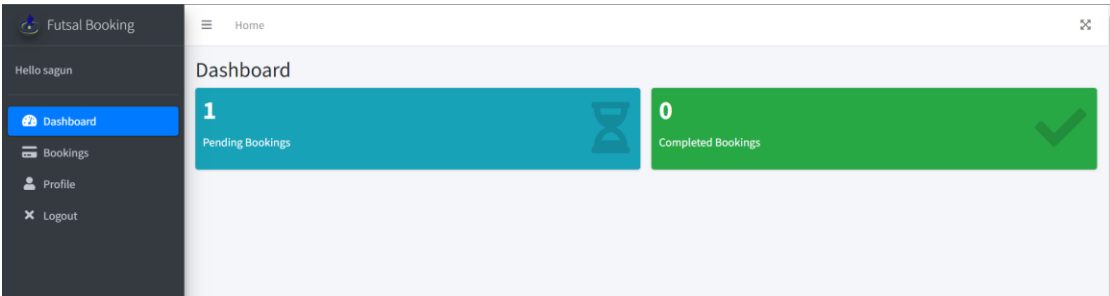 Futsal Booking
Home
Hello sagun
Dashboard
Bookings
Profile
Logout
Dashboard
1
Pending Bookings
0
Completed Bookings